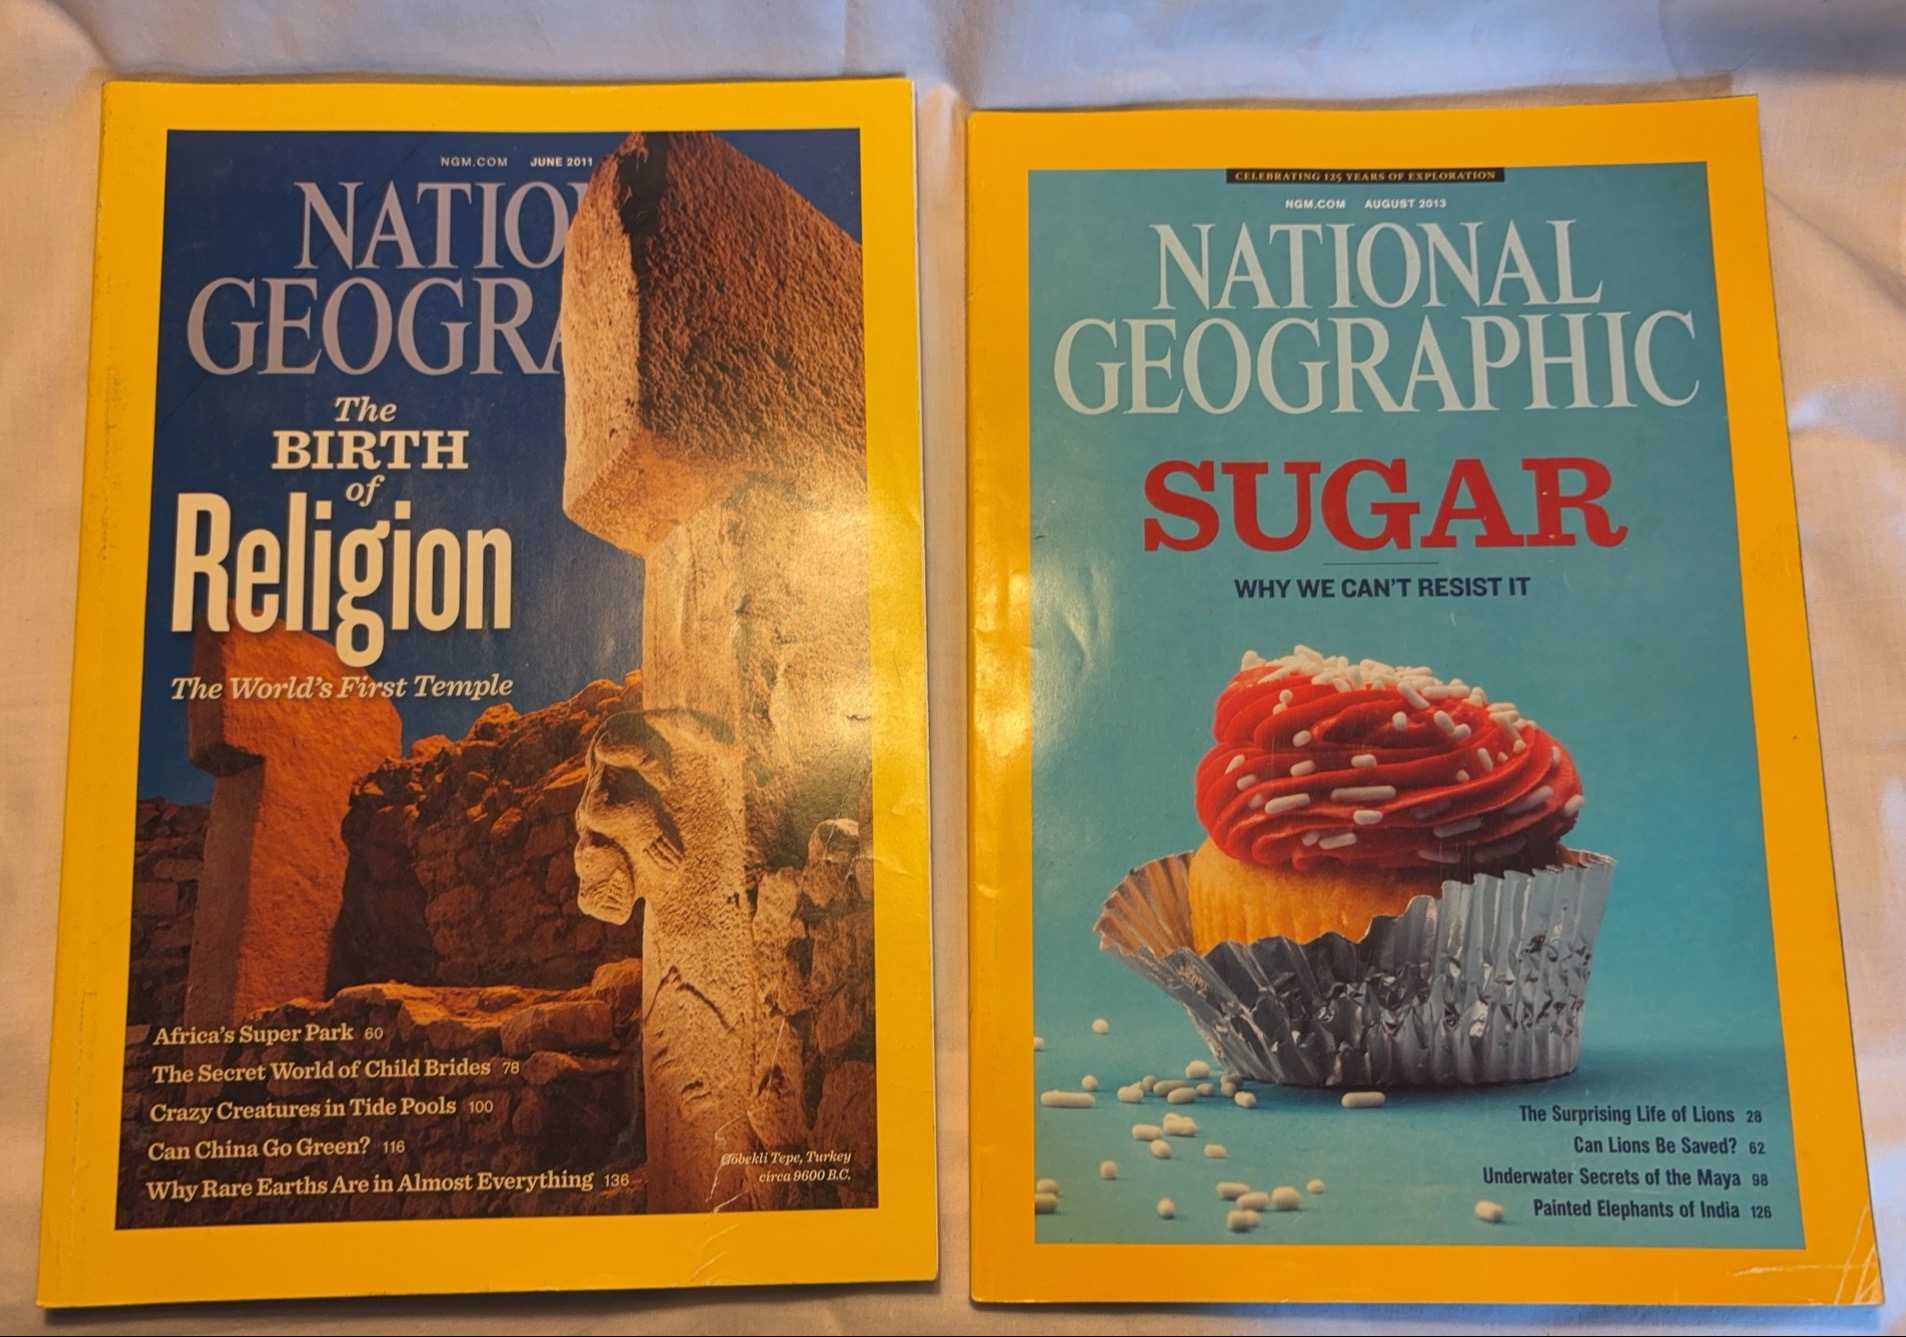 NGM.COM JUNE 2011
NATIO
GEOGRA
The
BIRTH
of
Religion
The World's First Temple
Africa's Super Park 60
The Secret World of Child Brides 78
Crazy Creatures in Tide Pools 100
Can China Go Green? 116
Why Rare Earths Are in Almost Everything 136
Göbekli Tepe, Turkey
circa 9600 B.C.
CELEBRATING 125 YEARS OF EXPLORATION
NGM.COM AUGUST 2013
NATIONAL
GEOGRAPHIC
SUGAR
WHY WE CAN'T RESIST IT
The Surprising Life of Lions 28
Can Lions Be Saved? 62
Underwater Secrets of the Maya 98
Painted Elephants of India 126